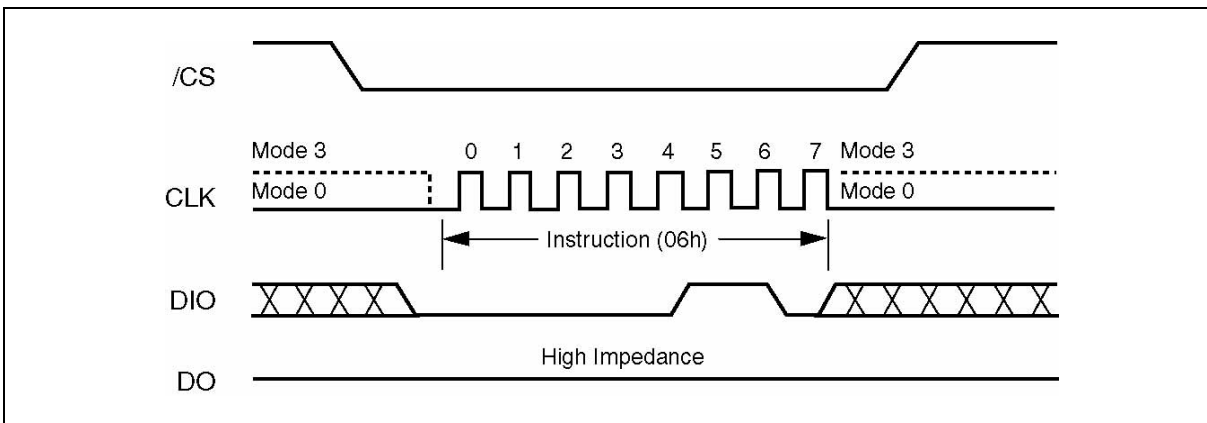 /CS
Mode 3 0 1 2 3 4 5 6 7 Mode 3
CLK Mode 0 Mode 0
Instruction (06h)
DIO
High Impedance
DO